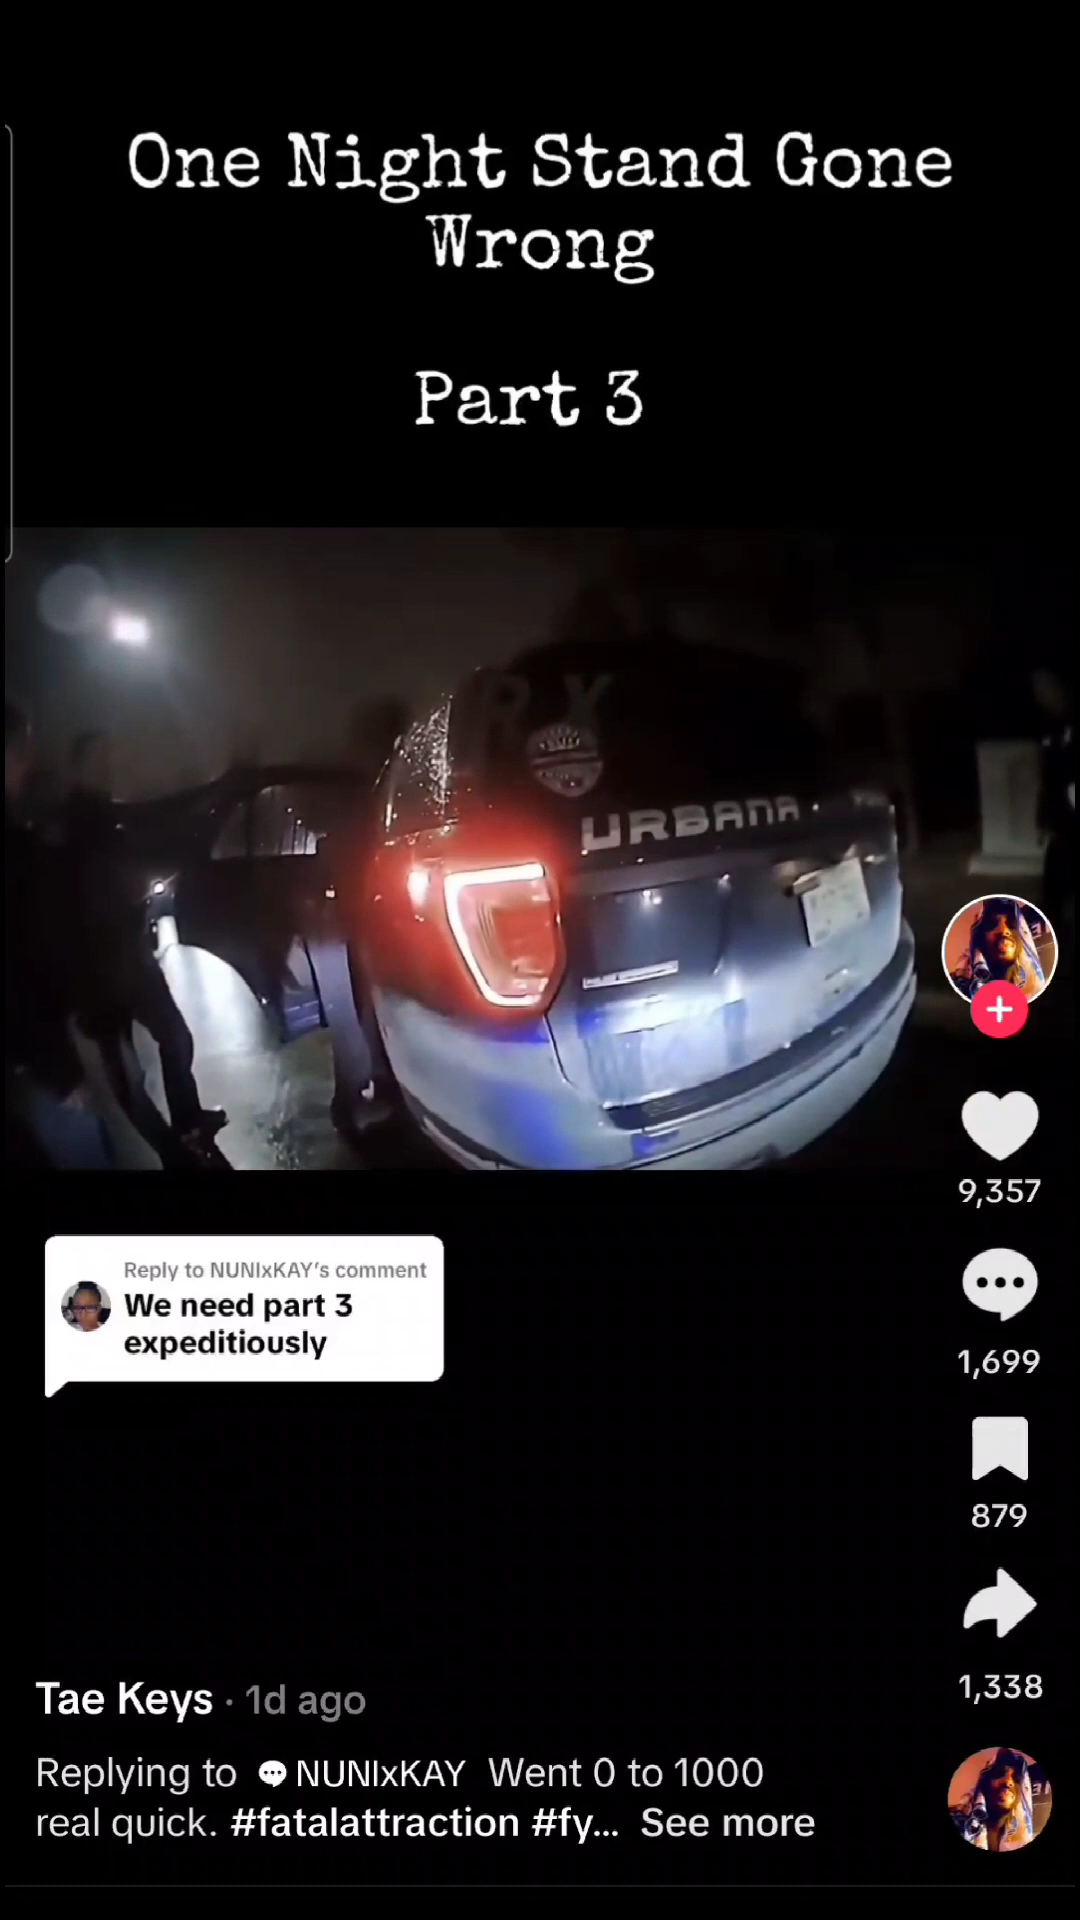 One Night Stand Gone
Wrong
Part 3
URBANA
9,357
Reply to NUNIxKAY's comment
We need part 3
expeditiously
1,699
879
1,338
Tae Keys · 1d ago
Replying to 💬 NUNIxKAY Went 0 to 1000
real quick. #fatalattraction #fy... See more